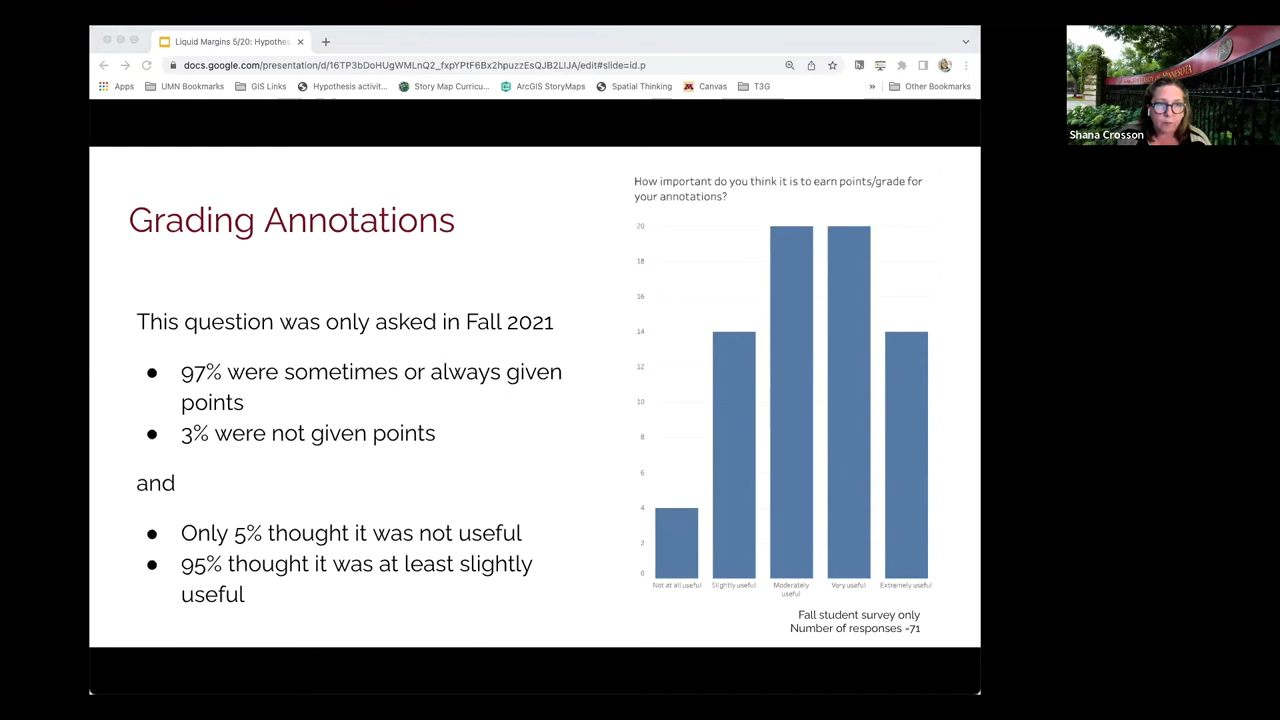 Liquid Margins 5/20: Hypothes
docs.google.com/presentation/d/16TP3bDoHUgWMLnQ2_fxpYPtF6Bx2hpuzzEsQJB2LlJA/edit#slide=id.p
Apps
UMN Bookmarks
GIS Links
Hypothesis activit...
Story Map Curricu...
ArcGIS StoryMaps
Spatial Thinking
Canvas
T3G
»
Other Bookmarks
Shana Crosson
Grading Annotations
This question was only asked in Fall 2021
● 97% were sometimes or always given
points
● 3% were not given points
and
● Only 5% thought it was not useful
● 95% thought it was at least slightly
useful
How important do you think it is to earn points/grade for
your annotations?
20
18
16
14
12
10
8
6
4
2
0
Not at all useful
Slightly useful
Moderately
useful
Very useful
Extremely useful
Fall student survey only
Number of responses =71